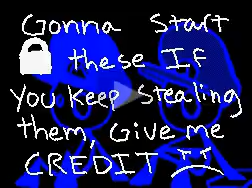 Gonna Start
these If
You Keep Stealing
them, Give me
CREDIT